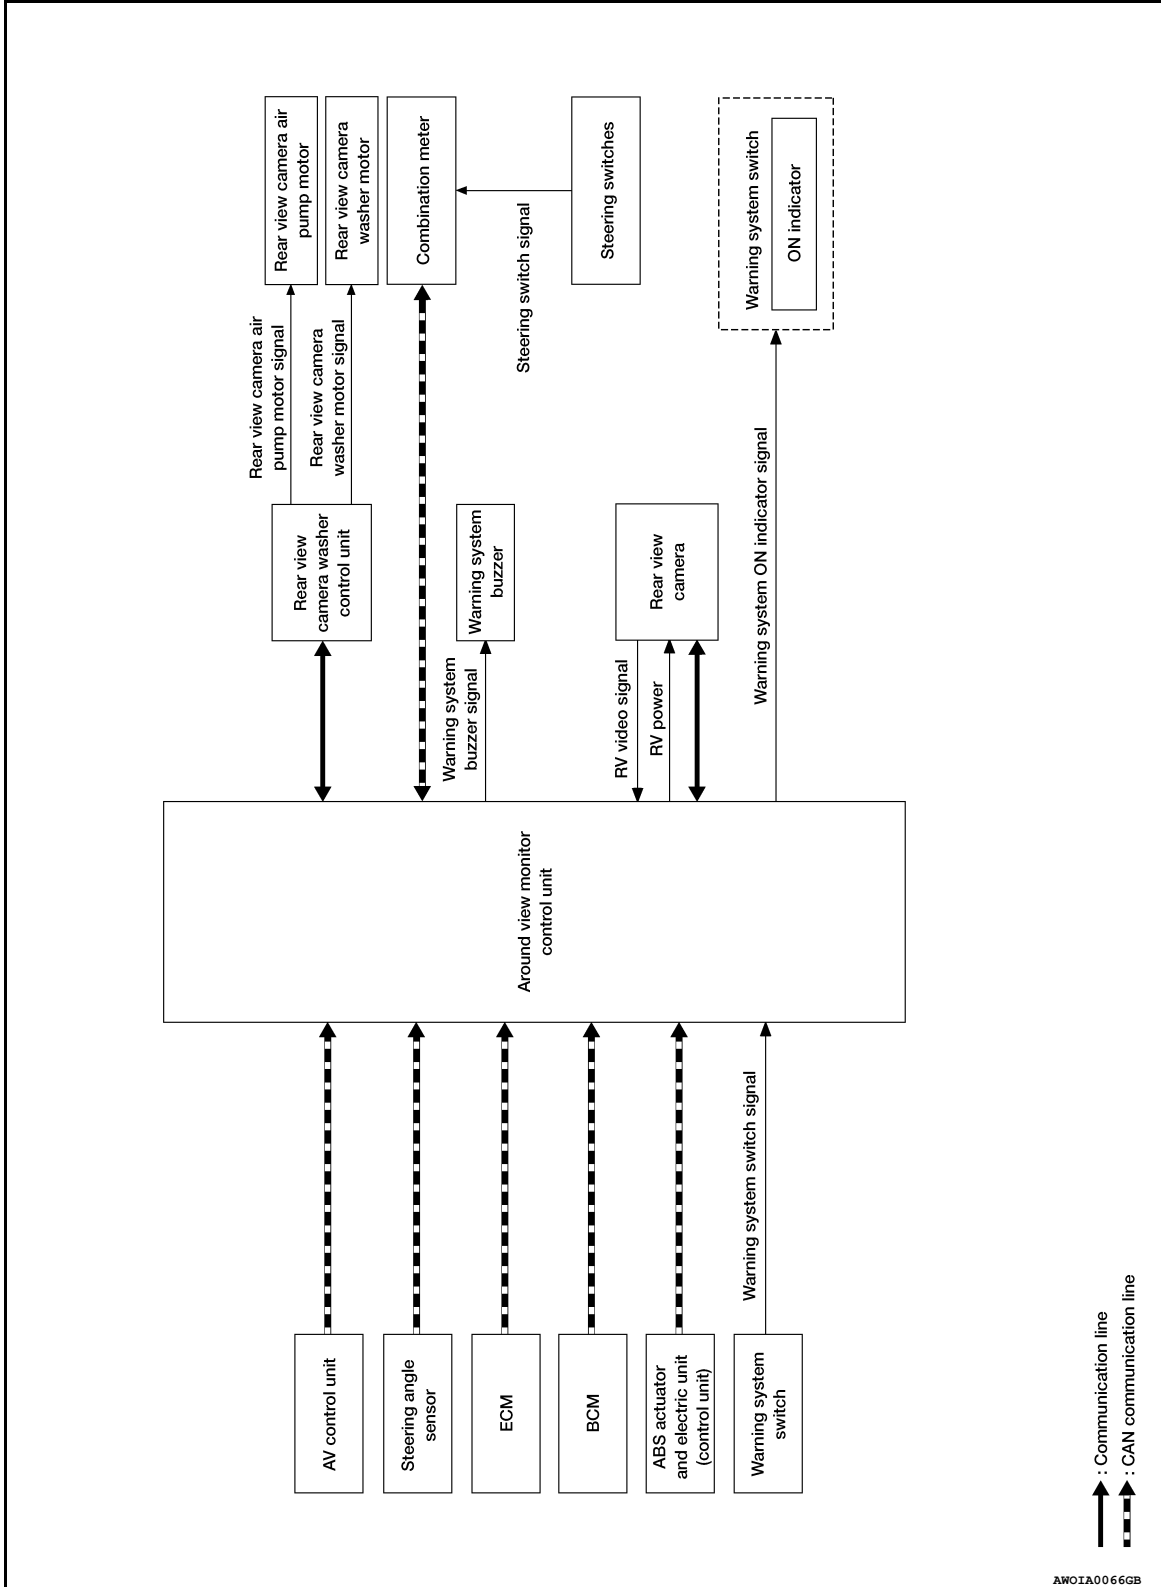 AV control unit
Steering angle
sensor
ECM
BCM
ABS actuator
and electric unit
(control unit)
Warning system
switch
Warning system switch signal
Around view monitor
control unit
Rear view
camera washer
control unit
Rear view camera air
pump motor signal
Rear view camera
washer motor signal
Rear view camera air
pump motor
Rear view camera
washer motor
Combination meter
Steering switch signal
Steering switches
Warning system
buzzer signal
Warning system
buzzer
RV video signal
RV power
Rear view
camera
Warning system ON indicator signal
Warning system switch
ON indicator
: Communication line
: CAN communication line
AWOIA0066GB